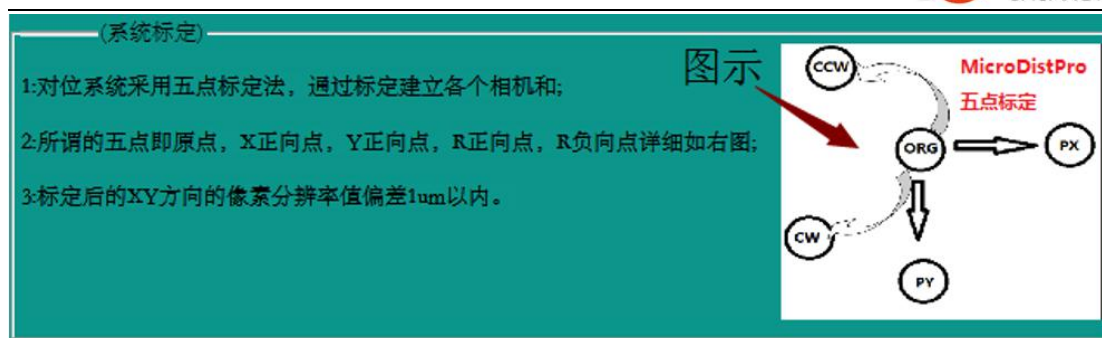 (系统标定)
1:对位系统采用五点标定法，通过标定建立各个相机和;
2:所谓的五点即原点，X正向点，Y正向点，R正向点，R负向点详细如右图;
3:标定后的XY方向的像素分辨率值偏差1um以内。
图示
MicroDistPro
五点标定
CCW
ORG
PX
CW
PY